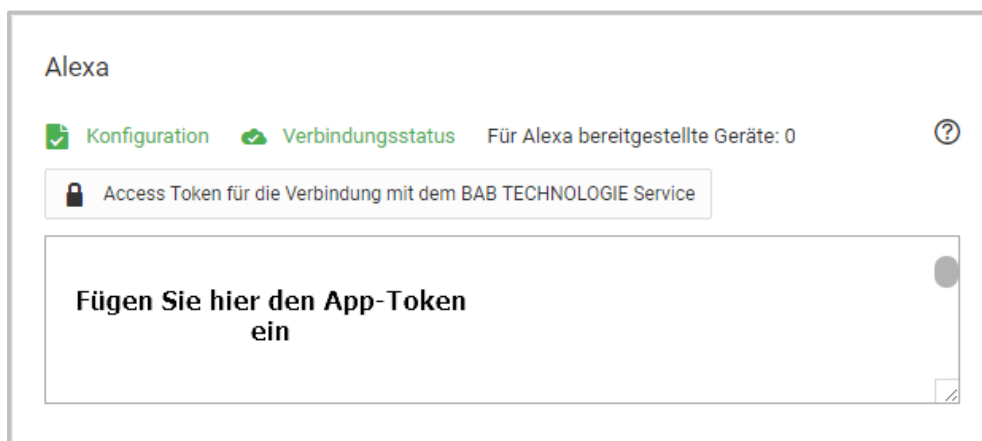 Alexa
Konfiguration Verbindungsstatus Für Alexa bereitgestellte Geräte: 0
Access Token für die Verbindung mit dem BAB TECHNOLOGIE Service
Fügen Sie hier den App-Token
ein